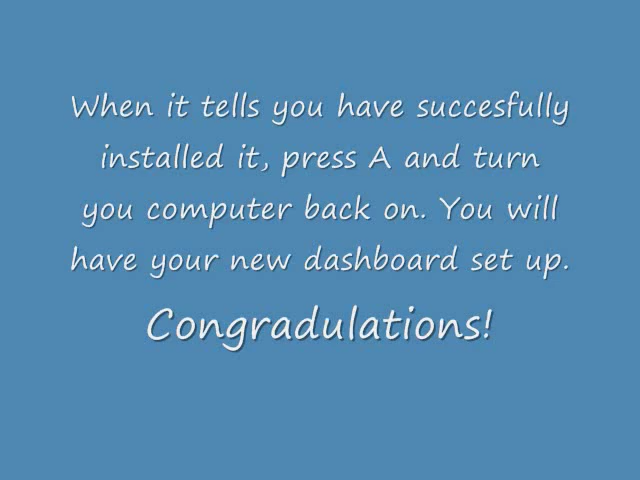 When it tells you have succesfully
installed it, press A and turn
you computer back on. You will
have your new dashboard set up.
Congradulations!